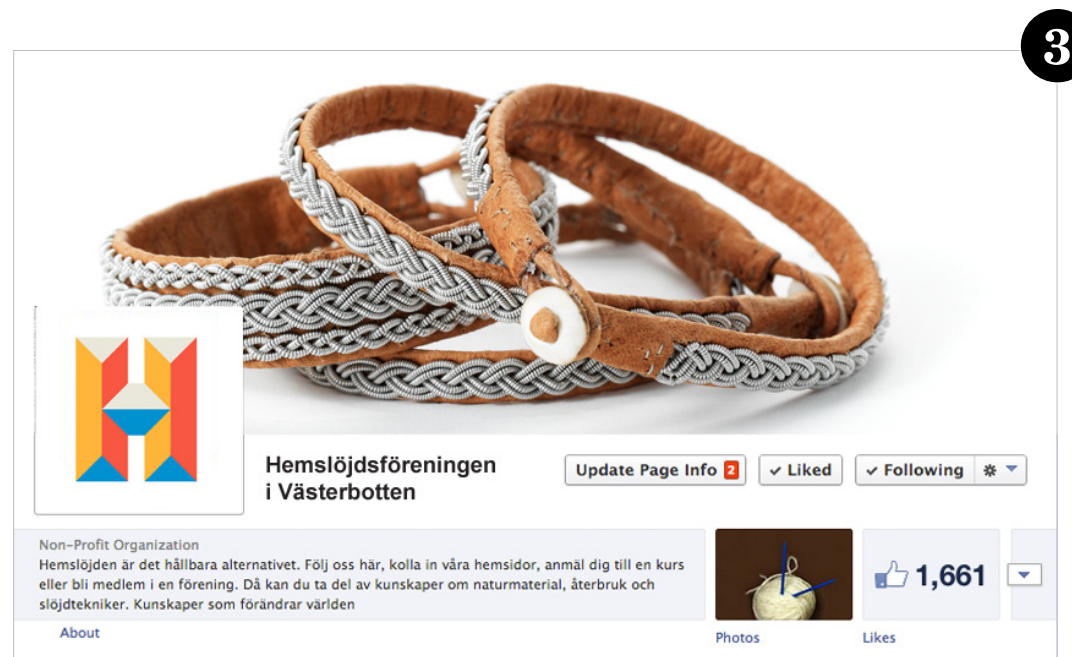 3
Hemslöjdsföreningen
i Västerbotten
Update Page Info 2
✓ Liked
✓ Following
Non-Profit Organization
Hemslöjden är det hållbara alternativet. Följ oss här, kolla in våra hemsidor, anmäl dig till en kurs
eller bli medlem i en förening. Då kan du ta del av kunskaper om naturmaterial, återbruk och
slöjdtekniker. Kunskaper som förändrar världen
1,661
About
Photos
Likes